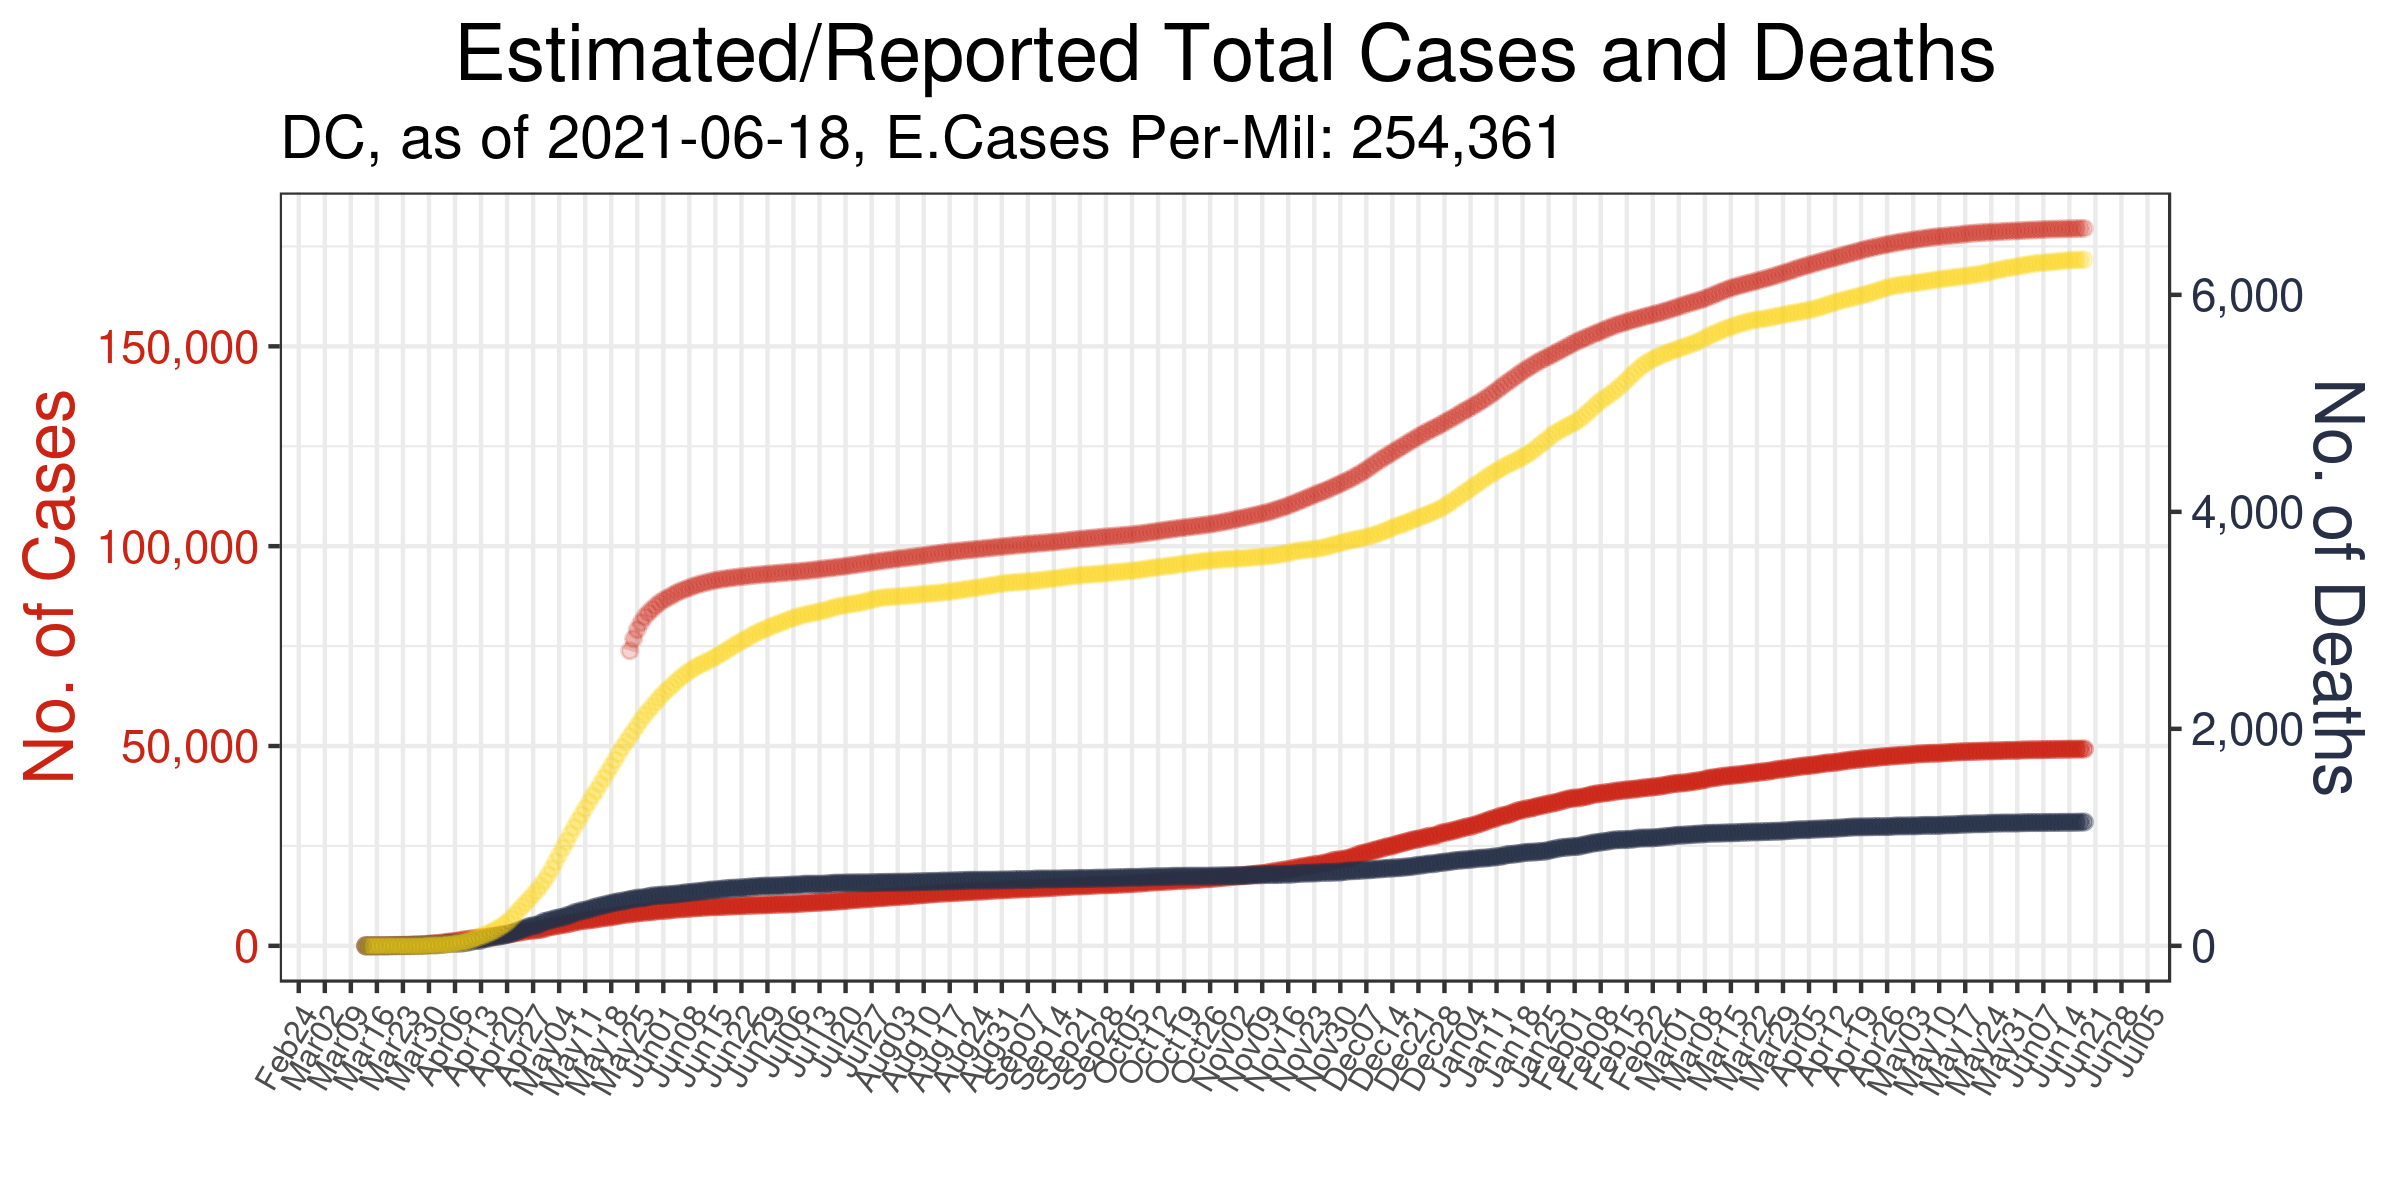 Estimated/Reported Total Cases and Deaths
DC, as of 2021-06-18, E.Cases Per-Mil: 254,361
No. of Cases
150,000
100,000
50,000
0
6,000
4,000
2,000
0
No. of Deaths
Feb24
Mar02
Mar09
Mar16
Mar23
Mar30
Apr06
Apr13
Apr20
Apr27
May04
May11
May18
May25
Jun01
Jun08
Jun15
Jun22
Jun29
Jul06
Jul13
Jul20
Jul27
Aug03
Aug10
Aug17
Aug24
Aug31
Sep07
Sep14
Sep21
Sep28
Oct05
Oct12
Oct19
Oct26
Nov02
Nov09
Nov16
Nov23
Nov30
Dec07
Dec14
Dec21
Dec28
Jan04
Jan11
Jan18
Jan25
Feb01
Feb08
Feb15
Feb22
Mar01
Mar08
Mar15
Mar22
Mar29
Apr05
Apr12
Apr19
Apr26
May03
May10
May17
May24
May31
Jun07
Jun14
Jun21
Jun28
Jul05